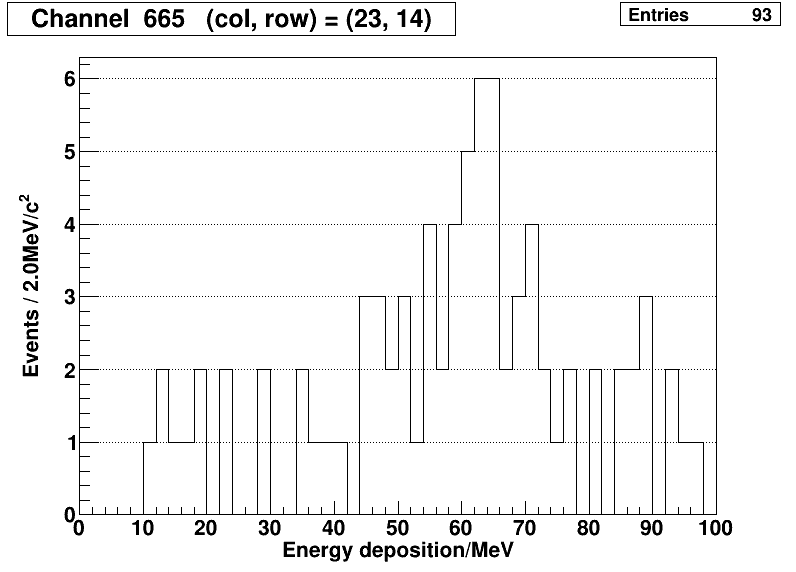 Channel 665 (col, row) = (23, 14)
Entries 93
Events / 2.0MeV/c²
6
5
4
3
2
1
0
0 10 20 30 40 50 60 70 80 90 100
Energy deposition/MeV